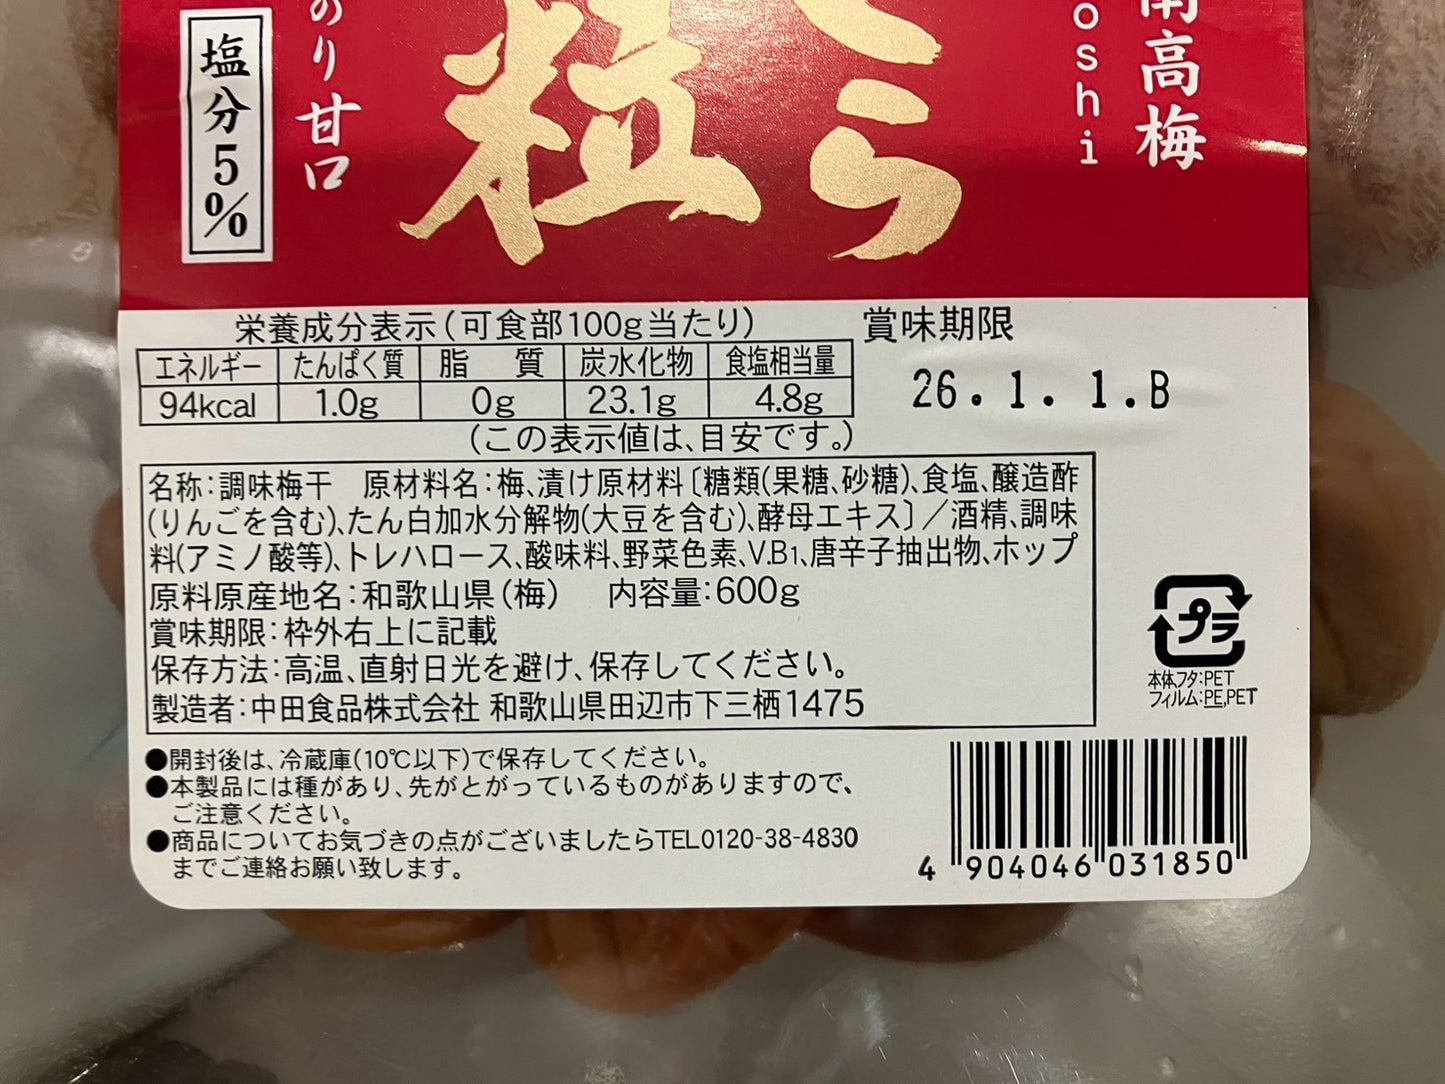 南高梅
oshi
ら
粒
のり甘口
塩分5%
栄養成分表示(可食部100g当たり)
エネルギー たんぱく質 脂 質 炭水化物 食塩相当量
94kcal 1.0g 0g 23.1g 4.8g
(この表示値は、目安です。)
賞味期限
26.1.1.B
名称:調味梅干 原材料名:梅、漬け原材料〔糖類(果糖、砂糖)、食塩、醸造酢
(りんごを含む)、たん白加水分解物(大豆を含む)、酵母エキス〕/酒精、調味
料(アミノ酸等)、トレハロース、酸味料、野菜色素、V.B1、唐辛子抽出物、ホップ
原料原産地名:和歌山県(梅) 内容量:600g
賞味期限:枠外右上に記載
保存方法:高温、直射日光を避け、保存してください。
製造者:中田食品株式会社 和歌山県田辺市下三栖1475
プラ
本体,フタ:PET
フィルム:PE,PET
●開封後は、冷蔵庫(10℃以下)で保存してください。
●本製品には種があり、先がとがっているものがありますので、
ご注意ください。
●商品についてお気づきの点がございましたらTEL0120-38-4830
までご連絡お願い致します。
4 904046 031850